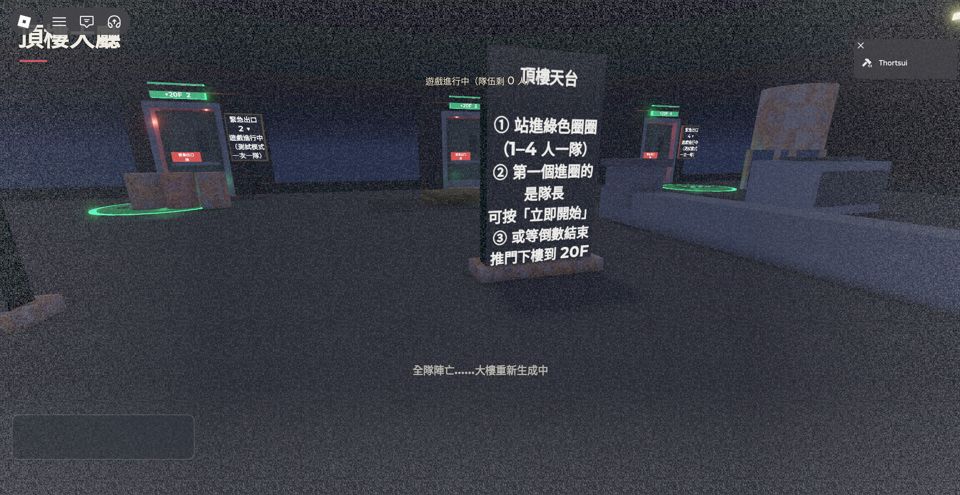 頂樓大廳
Thortsui
遊戲進行中（隊伍剩 0 人
頂樓天台
① 站進綠色圈圈
（1–4 人一隊）
② 第一個進圈的
是隊長
可按「立即開始」
③ 或等倒數結束
推門下樓到 20F
→20F 2
緊急出口
2 ▼
遊戲進行中
（測試模式
一次一隊）
全隊陣亡……大樓重新生成中